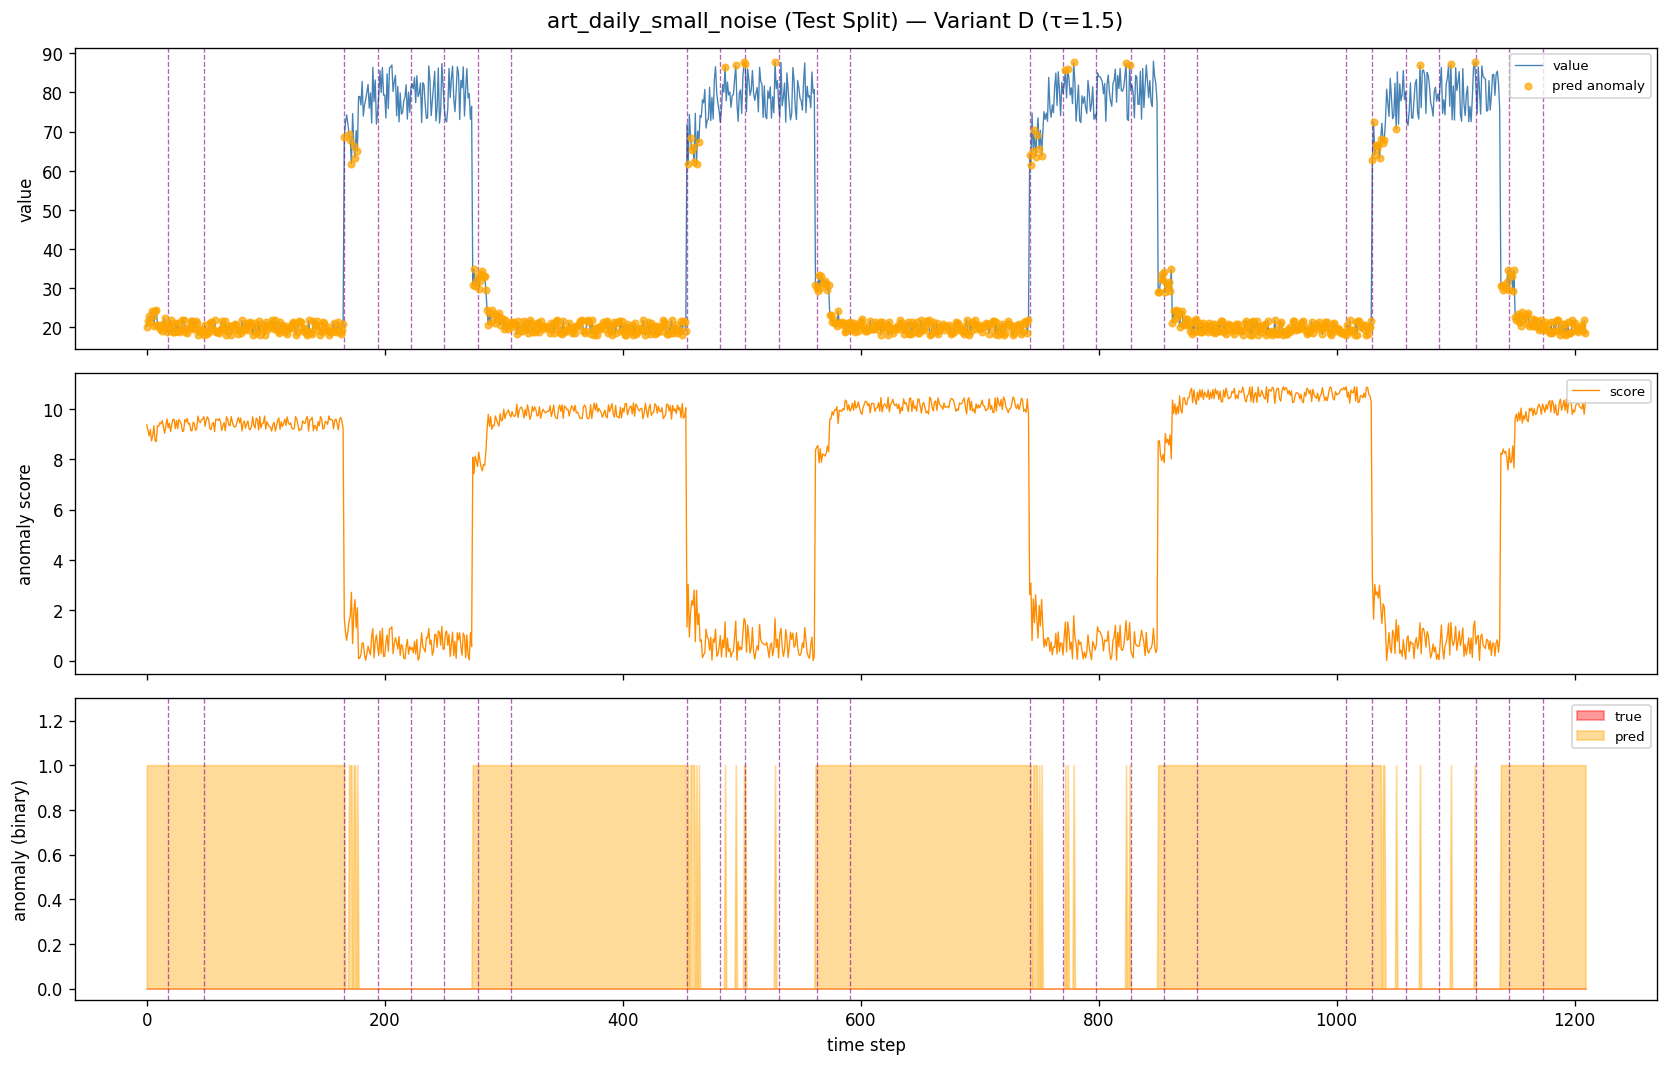 art_daily_small_noise (Test Split) — Variant D (τ=1.5)
value
90
80
70
60
50
40
30
20
value
pred anomaly
anomaly score
10
8
6
4
2
0
score
anomaly (binary)
1.2
1.0
0.8
0.6
0.4
0.2
0.0
true
pred
0
200
400
600
800
1000
1200
time step